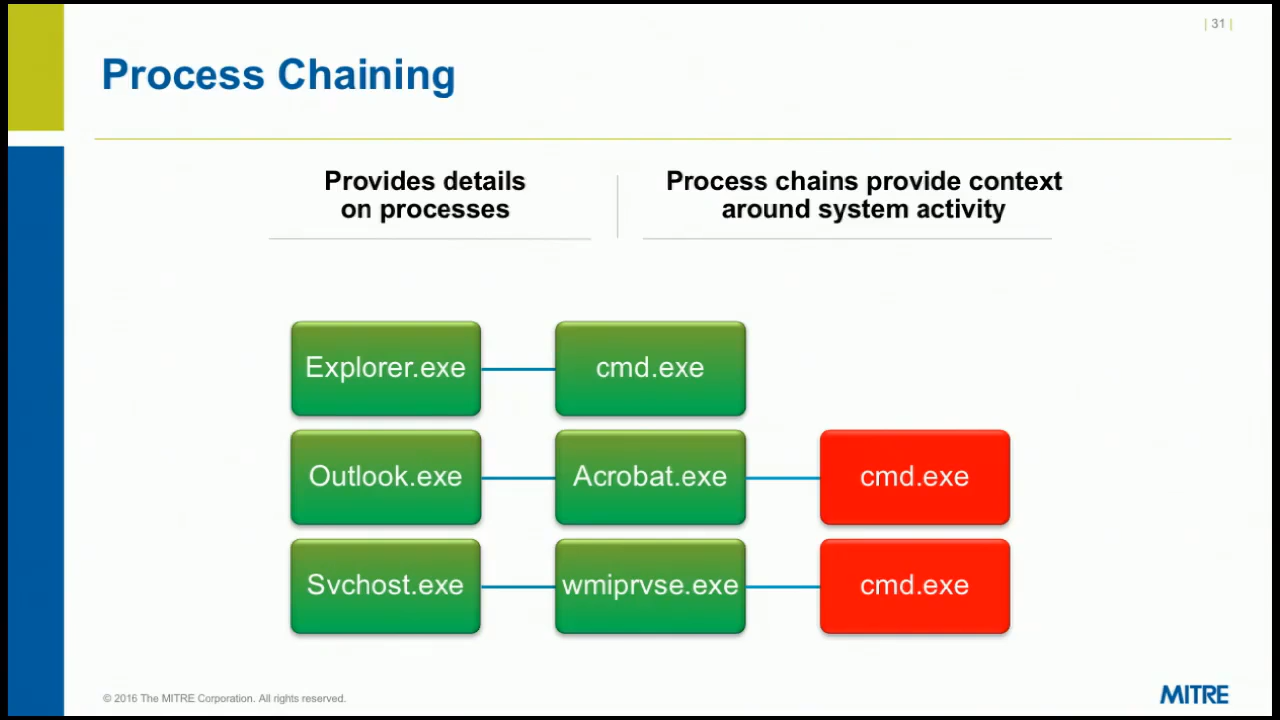 | 31 |
Process Chaining
Provides details
on processes
Process chains provide context
around system activity
Explorer.exe
cmd.exe
Outlook.exe
Acrobat.exe
cmd.exe
Svchost.exe
wmiprvse.exe
cmd.exe
© 2016 The MITRE Corporation. All rights reserved.
MITRE